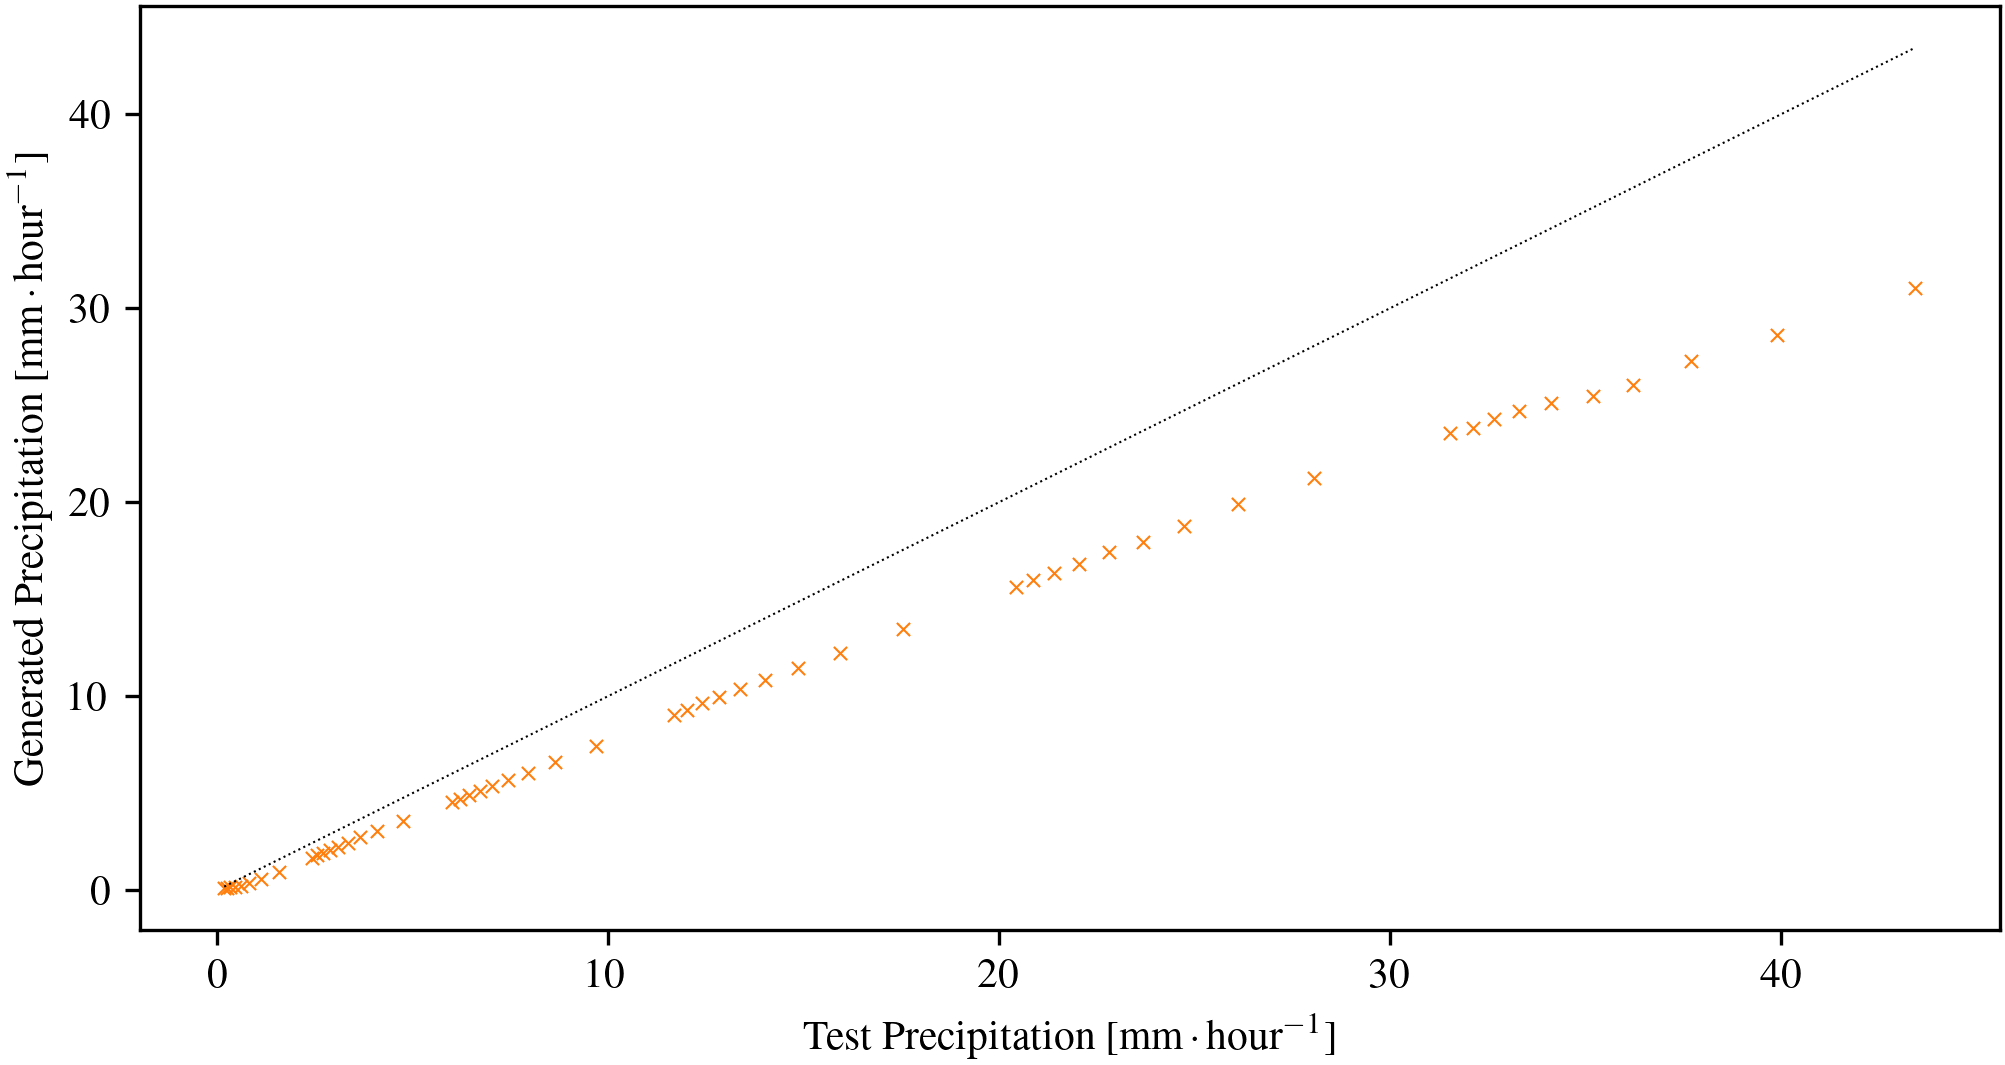 Generated Precipitation [mm · hour⁻¹]
40
30
20
10
0
0 10 20 30 40
Test Precipitation [mm · hour⁻¹]